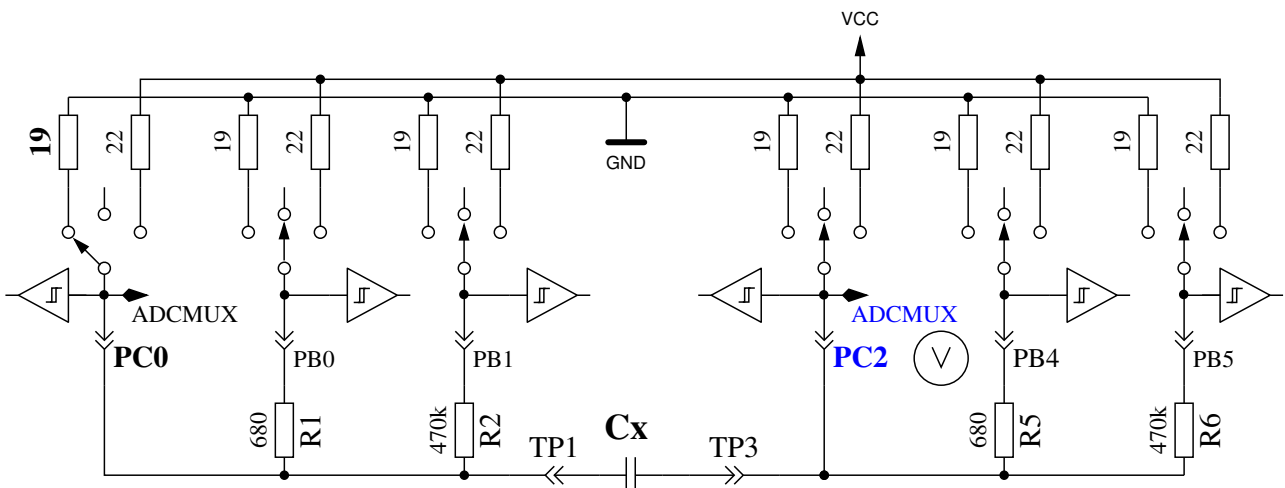 VCC
19
22
19
22
19
22
GND
19
22
19
22
19
22
ADCMUX
ADCMUX
PC0
PB0
PB1
PC2
V
PB4
PB5
680
R1
470k
R2
680
R5
470k
R6
TP1
Cx
TP3